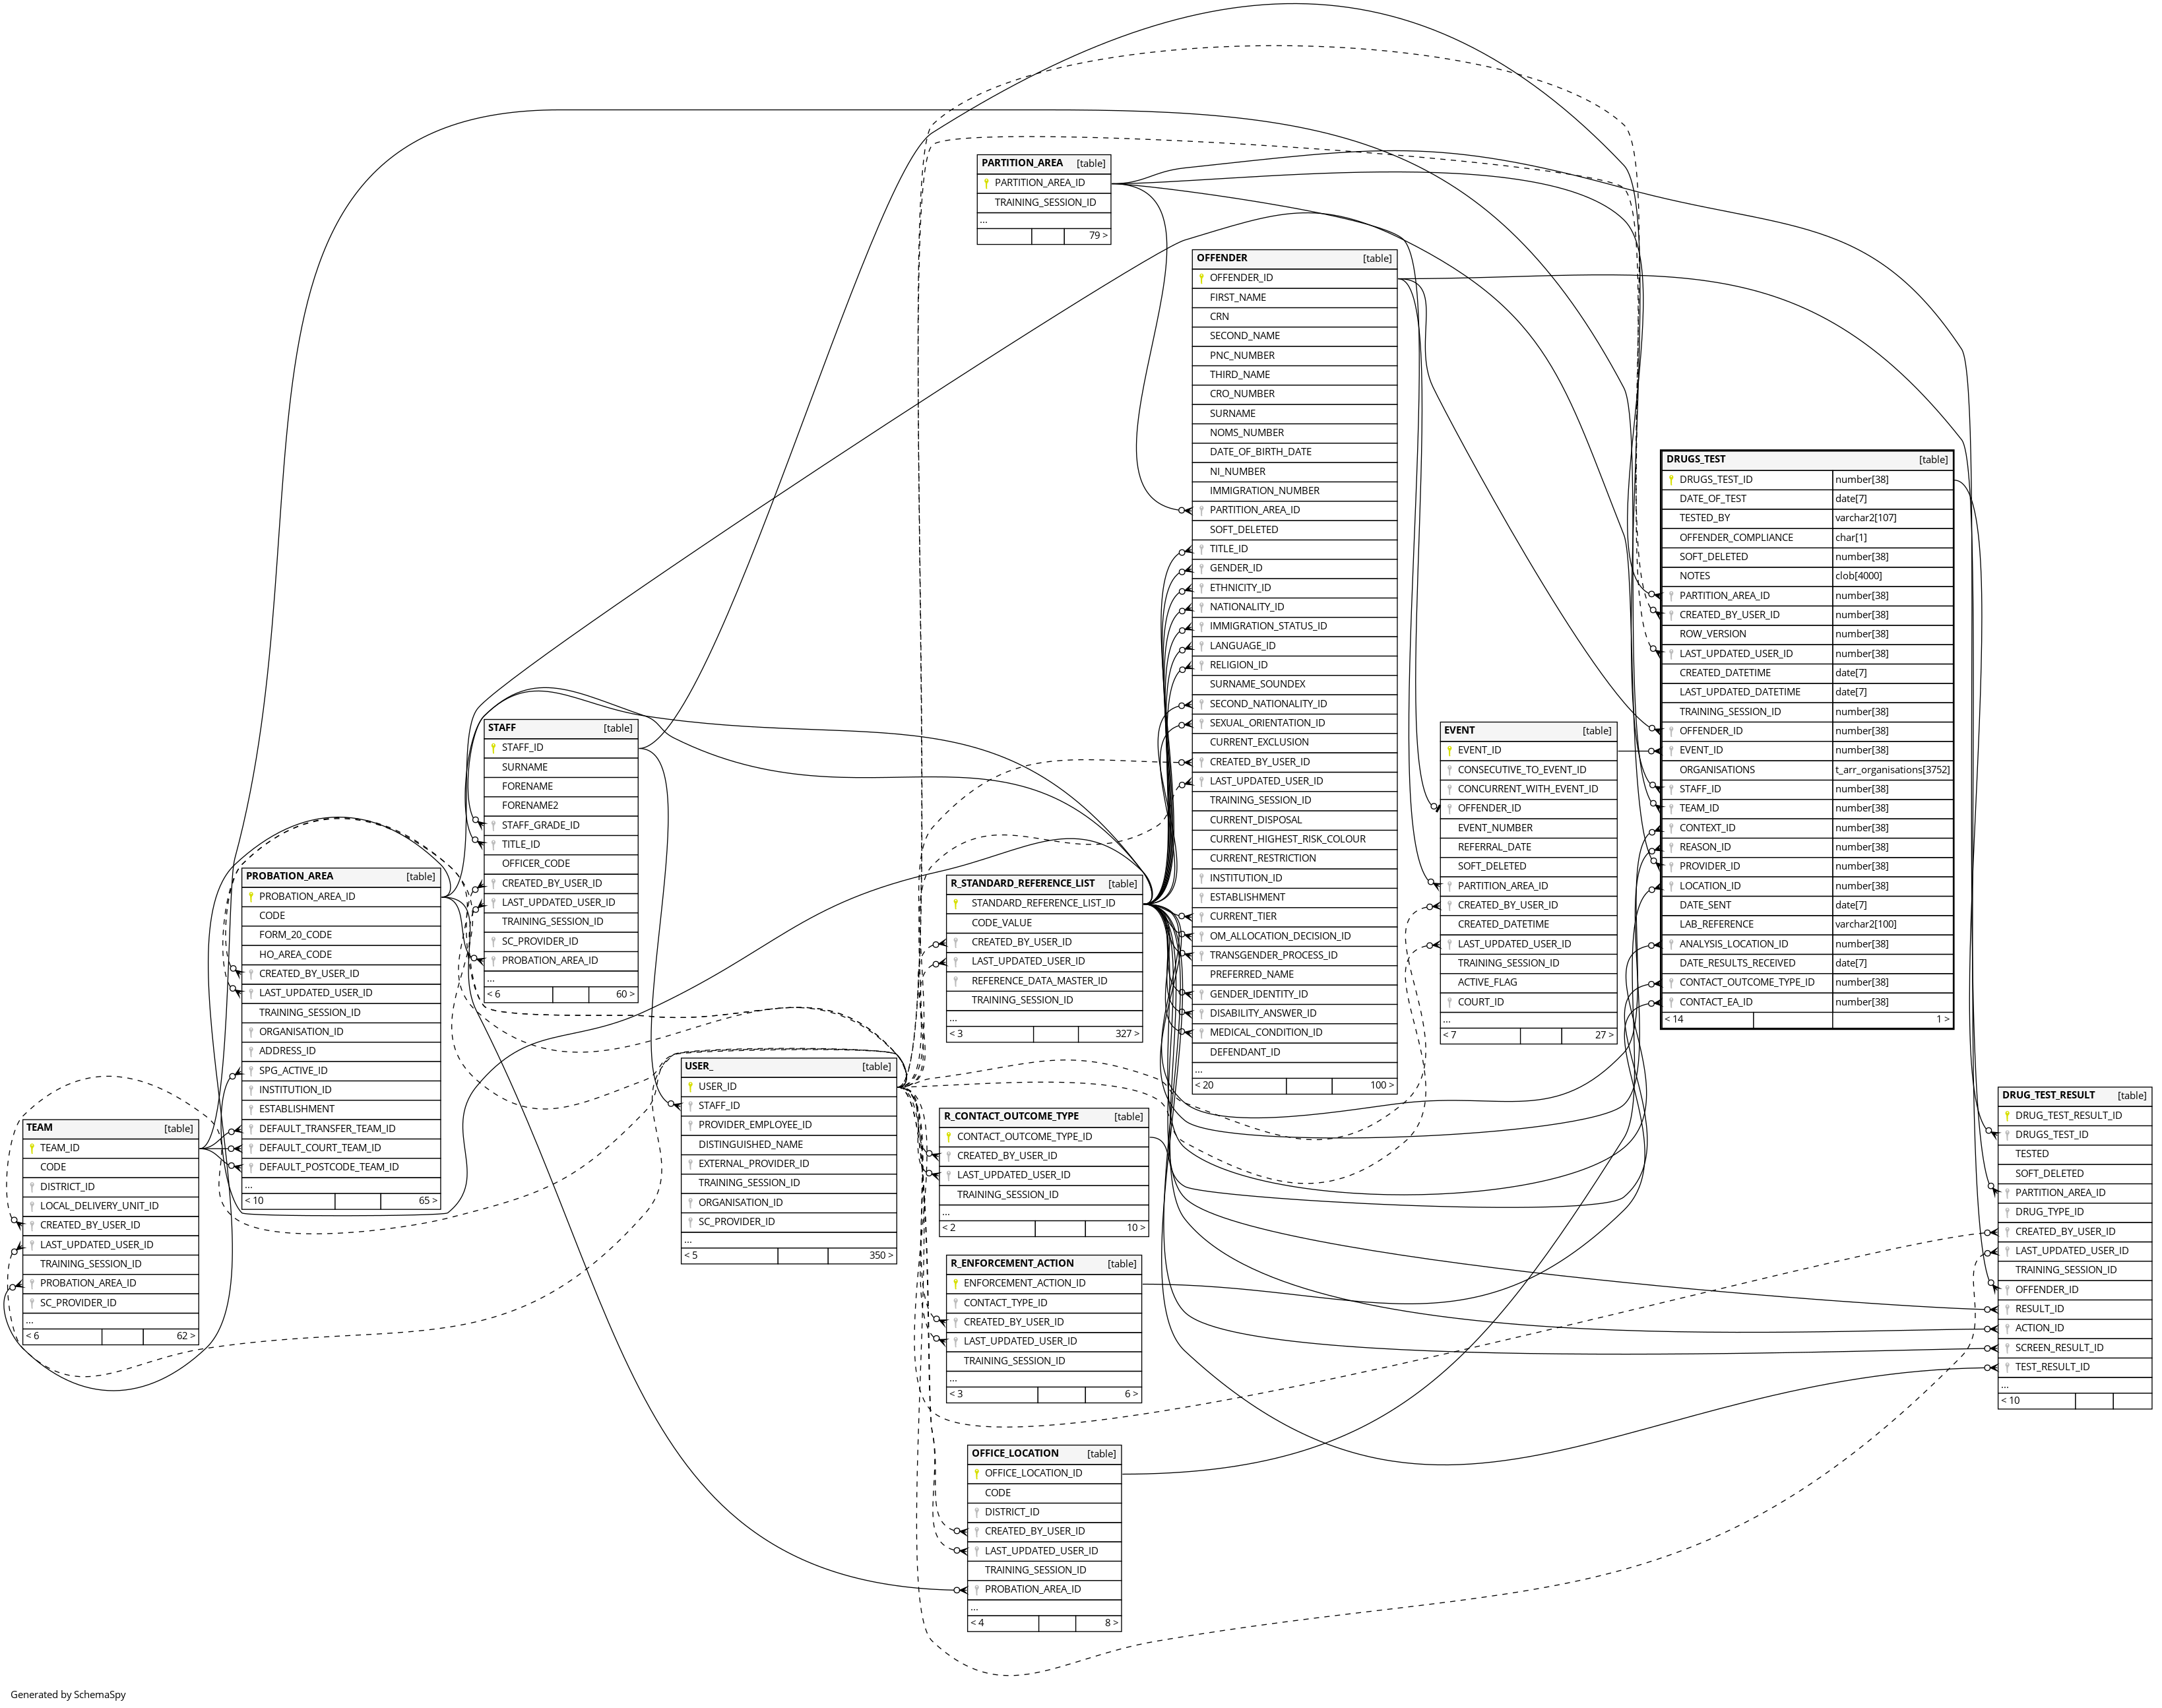 PARTITION_AREA [table]
PARTITION_AREA_ID
TRAINING_SESSION_ID
...
79 >
OFFENDER [table]
OFFENDER_ID
FIRST_NAME
CRN
SECOND_NAME
PNC_NUMBER
THIRD_NAME
CRO_NUMBER
SURNAME
NOMS_NUMBER
DATE_OF_BIRTH_DATE
NI_NUMBER
IMMIGRATION_NUMBER
PARTITION_AREA_ID
SOFT_DELETED
TITLE_ID
GENDER_ID
ETHNICITY_ID
NATIONALITY_ID
IMMIGRATION_STATUS_ID
LANGUAGE_ID
RELIGION_ID
SURNAME_SOUNDEX
SECOND_NATIONALITY_ID
SEXUAL_ORIENTATION_ID
CURRENT_EXCLUSION
CREATED_BY_USER_ID
LAST_UPDATED_USER_ID
TRAINING_SESSION_ID
CURRENT_DISPOSAL
CURRENT_HIGHEST_RISK_COLOUR
CURRENT_RESTRICTION
INSTITUTION_ID
ESTABLISHMENT
CURRENT_TIER
OM_ALLOCATION_DECISION_ID
TRANSGENDER_PROCESS_ID
PREFERRED_NAME
GENDER_IDENTITY_ID
DISABILITY_ANSWER_ID
MEDICAL_CONDITION_ID
DEFENDANT_ID
...
< 20 100 >
DRUGS_TEST [table]
DRUGS_TEST_ID number[38]
DATE_OF_TEST date[7]
TESTED_BY varchar2[107]
OFFENDER_COMPLIANCE char[1]
SOFT_DELETED number[38]
NOTES clob[4000]
PARTITION_AREA_ID number[38]
CREATED_BY_USER_ID number[38]
ROW_VERSION number[38]
LAST_UPDATED_USER_ID number[38]
CREATED_DATETIME date[7]
LAST_UPDATED_DATETIME date[7]
TRAINING_SESSION_ID number[38]
OFFENDER_ID number[38]
EVENT_ID number[38]
ORGANISATIONS t_arr_organisations[3752]
STAFF_ID number[38]
TEAM_ID number[38]
CONTEXT_ID number[38]
REASON_ID number[38]
PROVIDER_ID number[38]
LOCATION_ID number[38]
DATE_SENT date[7]
LAB_REFERENCE varchar2[100]
ANALYSIS_LOCATION_ID number[38]
DATE_RESULTS_RECEIVED date[7]
CONTACT_OUTCOME_TYPE_ID number[38]
CONTACT_EA_ID number[38]
< 14 1 >
STAFF [table]
STAFF_ID
SURNAME
FORENAME
FORENAME2
STAFF_GRADE_ID
TITLE_ID
OFFICER_CODE
CREATED_BY_USER_ID
LAST_UPDATED_USER_ID
TRAINING_SESSION_ID
SC_PROVIDER_ID
PROBATION_AREA_ID
...
< 6 60 >
EVENT [table]
EVENT_ID
CONSECUTIVE_TO_EVENT_ID
CONCURRENT_WITH_EVENT_ID
OFFENDER_ID
EVENT_NUMBER
REFERRAL_DATE
SOFT_DELETED
PARTITION_AREA_ID
CREATED_BY_USER_ID
CREATED_DATETIME
LAST_UPDATED_USER_ID
TRAINING_SESSION_ID
ACTIVE_FLAG
COURT_ID
...
< 7 27 >
PROBATION_AREA [table]
PROBATION_AREA_ID
CODE
FORM_20_CODE
HO_AREA_CODE
CREATED_BY_USER_ID
LAST_UPDATED_USER_ID
TRAINING_SESSION_ID
ORGANISATION_ID
ADDRESS_ID
SPG_ACTIVE_ID
INSTITUTION_ID
ESTABLISHMENT
DEFAULT_TRANSFER_TEAM_ID
DEFAULT_COURT_TEAM_ID
DEFAULT_POSTCODE_TEAM_ID
...
< 10 65 >
R_STANDARD_REFERENCE_LIST [table]
STANDARD_REFERENCE_LIST_ID
CODE_VALUE
CREATED_BY_USER_ID
LAST_UPDATED_USER_ID
REFERENCE_DATA_MASTER_ID
TRAINING_SESSION_ID
...
< 3 327 >
USER_ [table]
USER_ID
STAFF_ID
PROVIDER_EMPLOYEE_ID
DISTINGUISHED_NAME
EXTERNAL_PROVIDER_ID
TRAINING_SESSION_ID
ORGANISATION_ID
SC_PROVIDER_ID
...
< 5 350 >
TEAM [table]
TEAM_ID
CODE
DISTRICT_ID
LOCAL_DELIVERY_UNIT_ID
CREATED_BY_USER_ID
LAST_UPDATED_USER_ID
TRAINING_SESSION_ID
PROBATION_AREA_ID
SC_PROVIDER_ID
...
< 6 62 >
R_CONTACT_OUTCOME_TYPE [table]
CONTACT_OUTCOME_TYPE_ID
CREATED_BY_USER_ID
LAST_UPDATED_USER_ID
TRAINING_SESSION_ID
...
< 2 10 >
R_ENFORCEMENT_ACTION [table]
ENFORCEMENT_ACTION_ID
CONTACT_TYPE_ID
CREATED_BY_USER_ID
LAST_UPDATED_USER_ID
TRAINING_SESSION_ID
...
< 3 6 >
DRUG_TEST_RESULT [table]
DRUG_TEST_RESULT_ID
DRUGS_TEST_ID
TESTED
SOFT_DELETED
PARTITION_AREA_ID
DRUG_TYPE_ID
CREATED_BY_USER_ID
LAST_UPDATED_USER_ID
TRAINING_SESSION_ID
OFFENDER_ID
RESULT_ID
ACTION_ID
SCREEN_RESULT_ID
TEST_RESULT_ID
...
< 10
OFFICE_LOCATION [table]
OFFICE_LOCATION_ID
CODE
DISTRICT_ID
CREATED_BY_USER_ID
LAST_UPDATED_USER_ID
TRAINING_SESSION_ID
PROBATION_AREA_ID
...
< 4 8 >
Generated by SchemaSpy